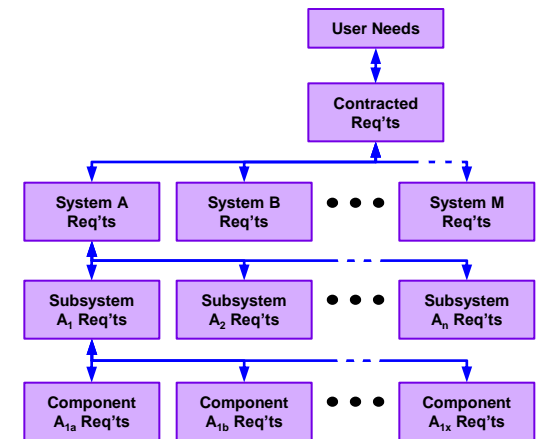 User Needs
Contracted
Req'ts
System A
Req'ts
System B
Req'ts
System M
Req'ts
Subsystem
A₁ Req'ts
Subsystem
A₂ Req'ts
Subsystem
Aₙ Req'ts
Component
A₁ₐ Req'ts
Component
A₁b Req'ts
Component
A₁ₓ Req'ts